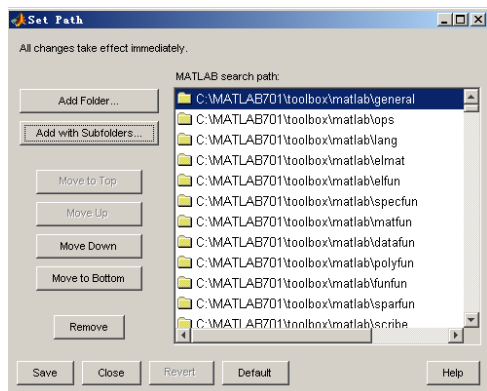 Set Path
All changes take effect immediately.
MATLAB search path:
Add Folder...
Add with Subfolders...
Move to Top
Move Up
Move Down
Move to Bottom
Remove
C:\MATLAB701\toolbox\matlab\general
C:\MATLAB701\toolbox\matlab\ops
C:\MATLAB701\toolbox\matlab\lang
C:\MATLAB701\toolbox\matlab\elmat
C:\MATLAB701\toolbox\matlab\elfun
C:\MATLAB701\toolbox\matlab\specfun
C:\MATLAB701\toolbox\matlab\matfun
C:\MATLAB701\toolbox\matlab\datafun
C:\MATLAB701\toolbox\matlab\polyfun
C:\MATLAB701\toolbox\matlab\funfun
C:\MATLAB701\toolbox\matlab\sparfun
C:\MATLAB701\toolbox\matlab\scribe
Save Close Revert Default Help